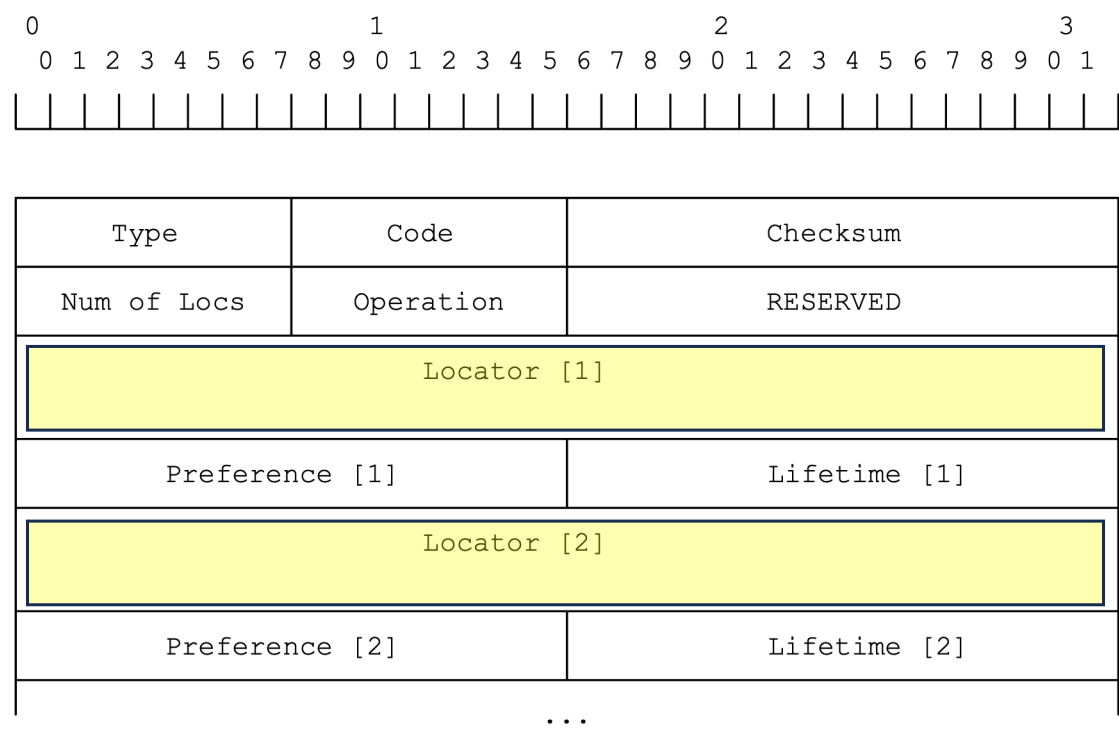 0 1 2 3
0 1 2 3 4 5 6 7 8 9 0 1 2 3 4 5 6 7 8 9 0 1 2 3 4 5 6 7 8 9 0 1
Type Code Checksum
Num of Locs Operation RESERVED
Locator [1]
Preference [1] Lifetime [1]
Locator [2]
Preference [2] Lifetime [2]
...